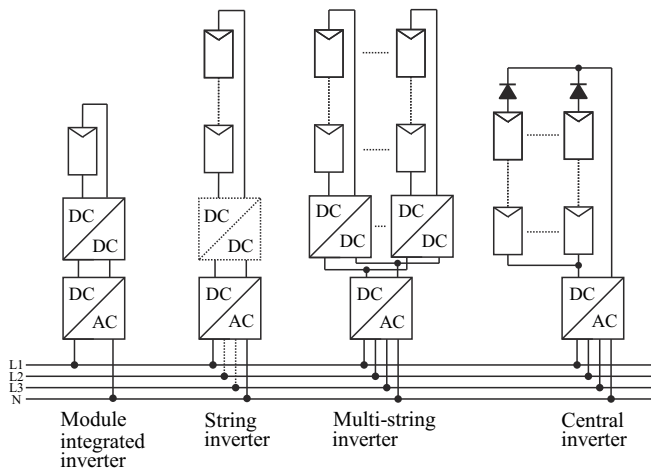 DC
DC
DC
AC
DC
DC
DC
AC
DC
DC
DC
DC
DC
AC
DC
AC
L1
L2
L3
N
Module
integrated
inverter
String
inverter
Multi-string
inverter
Central
inverter